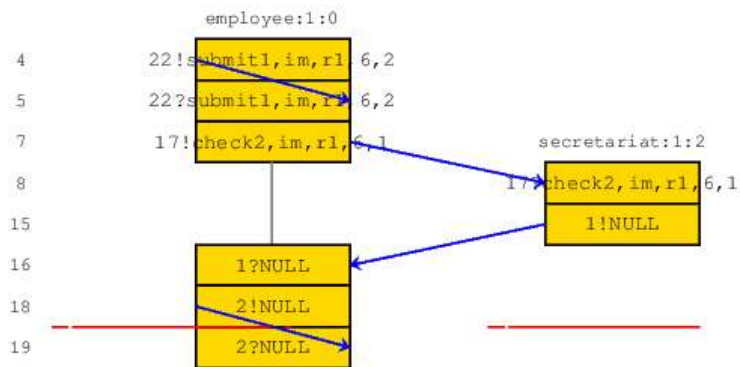 employee:1:0
4 22!submit1,im,r1,6,2
5 22?submit1,im,r1,6,2
7 17!check2,im,r1,6,1
secretariat:1:2
8 17?check2,im,r1,6,1
15 1!NULL
16 1?NULL
18 2!NULL
19 2?NULL